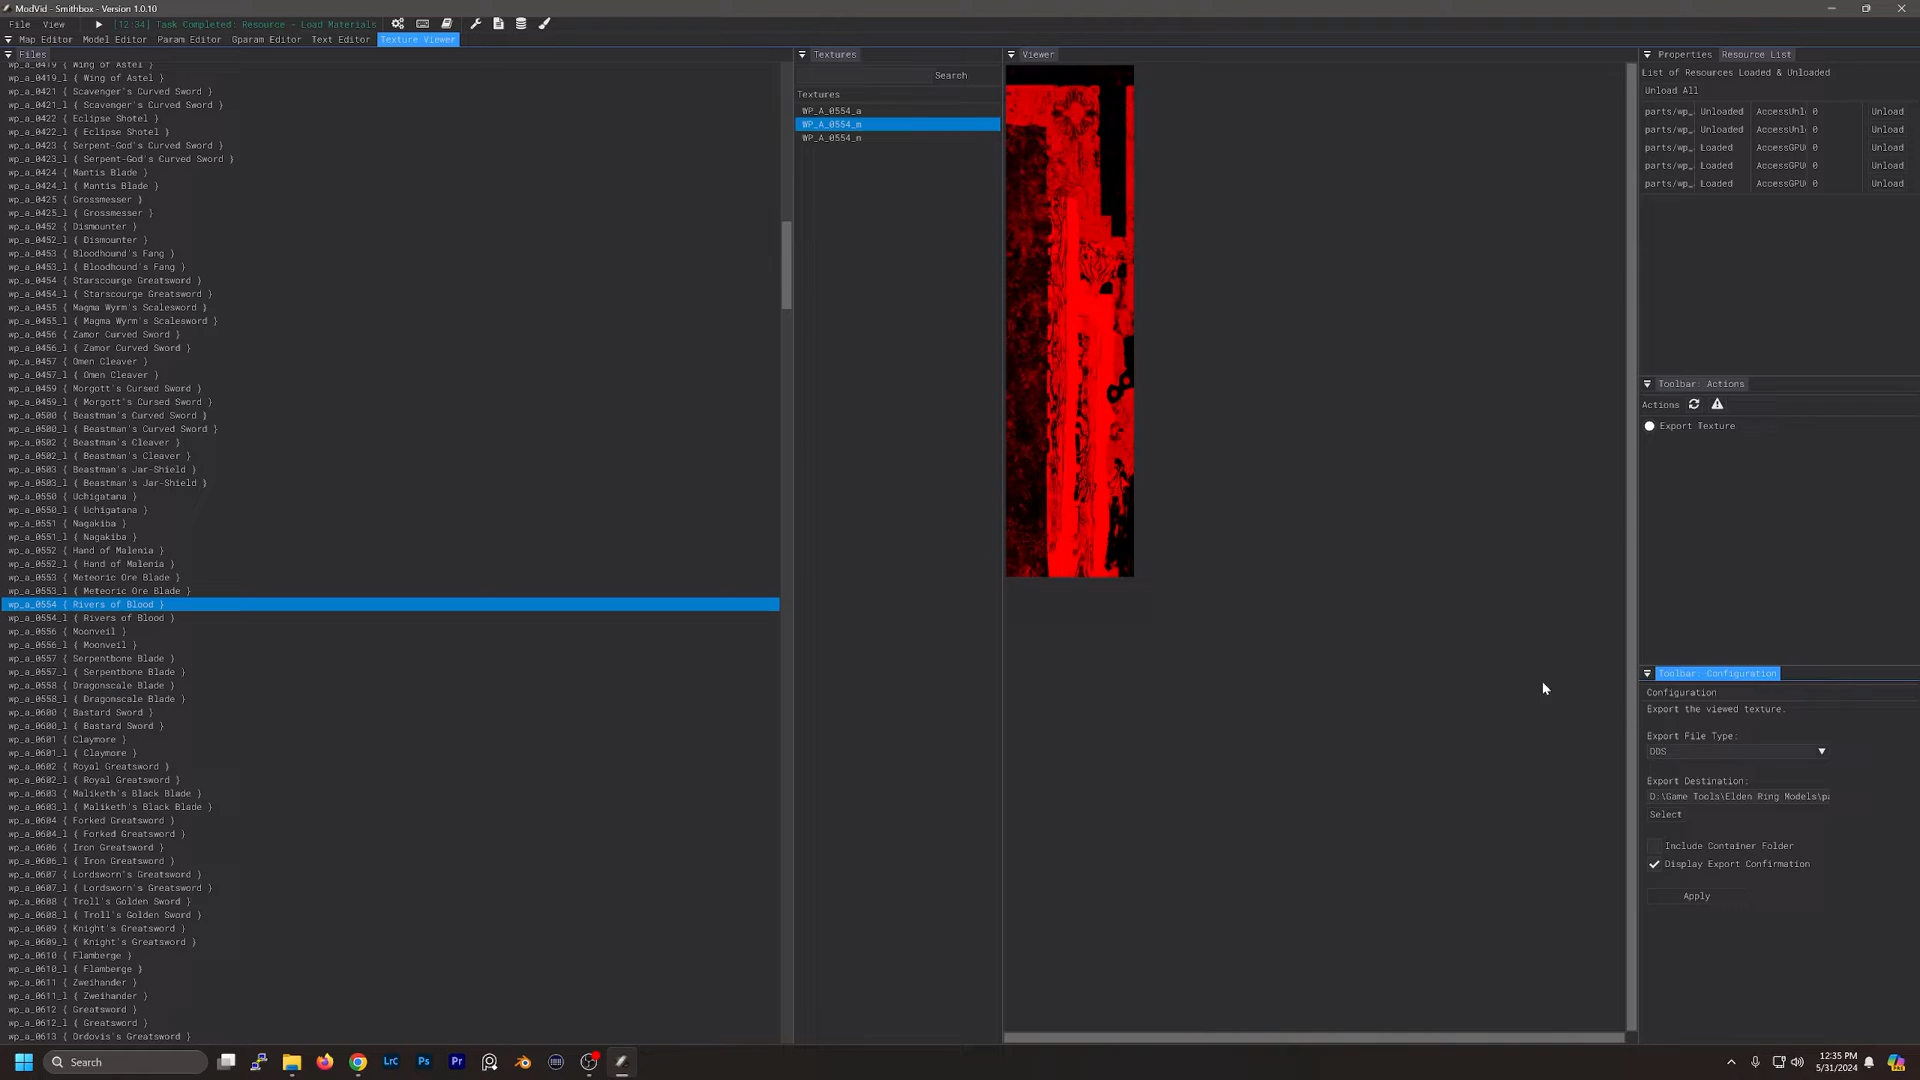 ModVid - Smithbox - Version 1.0.10
File View [12:34] Task Completed: Resource - Load Materials
Map Editor Model Editor Param Editor Gparam Editor Text Editor Texture Viewer
Files
wp_a_0419_l { Wing of Astel }
wp_a_0421 { Scavenger's Curved Sword }
wp_a_0421_l { Scavenger's Curved Sword }
wp_a_0422 { Eclipse Shotel }
wp_a_0422_l { Eclipse Shotel }
wp_a_0423 { Serpent-God's Curved Sword }
wp_a_0423_l { Serpent-God's Curved Sword }
wp_a_0424 { Mantis Blade }
wp_a_0424_l { Mantis Blade }
wp_a_0425 { Grossmesser }
wp_a_0425_l { Grossmesser }
wp_a_0452 { Dismounter }
wp_a_0452_l { Dismounter }
wp_a_0453 { Bloodhound's Fang }
wp_a_0453_l { Bloodhound's Fang }
wp_a_0454 { Starscourge Greatsword }
wp_a_0454_l { Starscourge Greatsword }
wp_a_0455 { Magma Wyrm's Scalesword }
wp_a_0455_l { Magma Wyrm's Scalesword }
wp_a_0456 { Zamor Curved Sword }
wp_a_0456_l { Zamor Curved Sword }
wp_a_0457 { Omen Cleaver }
wp_a_0457_l { Omen Cleaver }
wp_a_0459 { Morgott's Cursed Sword }
wp_a_0459_l { Morgott's Cursed Sword }
wp_a_0500 { Beastman's Curved Sword }
wp_a_0500_l { Beastman's Curved Sword }
wp_a_0502 { Beastman's Cleaver }
wp_a_0502_l { Beastman's Cleaver }
wp_a_0503 { Beastman's Jar-Shield }
wp_a_0503_l { Beastman's Jar-Shield }
wp_a_0550 { Uchigatana }
wp_a_0550_l { Uchigatana }
wp_a_0551 { Nagakiba }
wp_a_0551_l { Nagakiba }
wp_a_0552 { Hand of Malenia }
wp_a_0552_l { Hand of Malenia }
wp_a_0553 { Meteoric Ore Blade }
wp_a_0553_l { Meteoric Ore Blade }
wp_a_0554 { Rivers of Blood }
wp_a_0554_l { Rivers of Blood }
wp_a_0556 { Moonveil }
wp_a_0556_l { Moonveil }
wp_a_0557 { Serpentbone Blade }
wp_a_0557_l { Serpentbone Blade }
wp_a_0558 { Dragonscale Blade }
wp_a_0558_l { Dragonscale Blade }
wp_a_0600 { Bastard Sword }
wp_a_0600_l { Bastard Sword }
wp_a_0601 { Claymore }
wp_a_0601_l { Claymore }
wp_a_0602 { Royal Greatsword }
wp_a_0602_l { Royal Greatsword }
wp_a_0603 { Maliketh's Black Blade }
wp_a_0603_l { Maliketh's Black Blade }
wp_a_0604 { Forked Greatsword }
wp_a_0604_l { Forked Greatsword }
wp_a_0606 { Iron Greatsword }
wp_a_0606_l { Iron Greatsword }
wp_a_0607 { Lordsworn's Greatsword }
wp_a_0607_l { Lordsworn's Greatsword }
wp_a_0608 { Troll's Golden Sword }
wp_a_0608_l { Troll's Golden Sword }
wp_a_0609 { Knight's Greatsword }
wp_a_0609_l { Knight's Greatsword }
wp_a_0610 { Flamberge }
wp_a_0610_l { Flamberge }
wp_a_0611 { Zweihander }
wp_a_0611_l { Zweihander }
wp_a_0612 { Greatsword }
wp_a_0612_l { Greatsword }
wp_a_0613 { Ordovis's Greatsword }
Textures
Search
Textures
WP_A_0554_a
WP_A_0554_m
WP_A_0554_n
Viewer
Properties Resource List
List of Resources Loaded & Unloaded
Unload All
parts/wp_ Unloaded AccessUnl 0 Unload
parts/wp_ Unloaded AccessUnl 0 Unload
parts/wp_ Loaded AccessGPU 0 Unload
parts/wp_ Loaded AccessGPU 0 Unload
parts/wp_ Loaded AccessGPU 0 Unload
Toolbar: Actions
Actions
Export Texture
Toolbar: Configuration
Configuration
Export the viewed texture.
Export File Type:
DDS
Export Destination:
D:\Game Tools\Elden Ring Models\pa
Select
Include Container Folder
Display Export Confirmation
Apply
Search
LrC Ps Pr
12:35 PM
5/31/2024